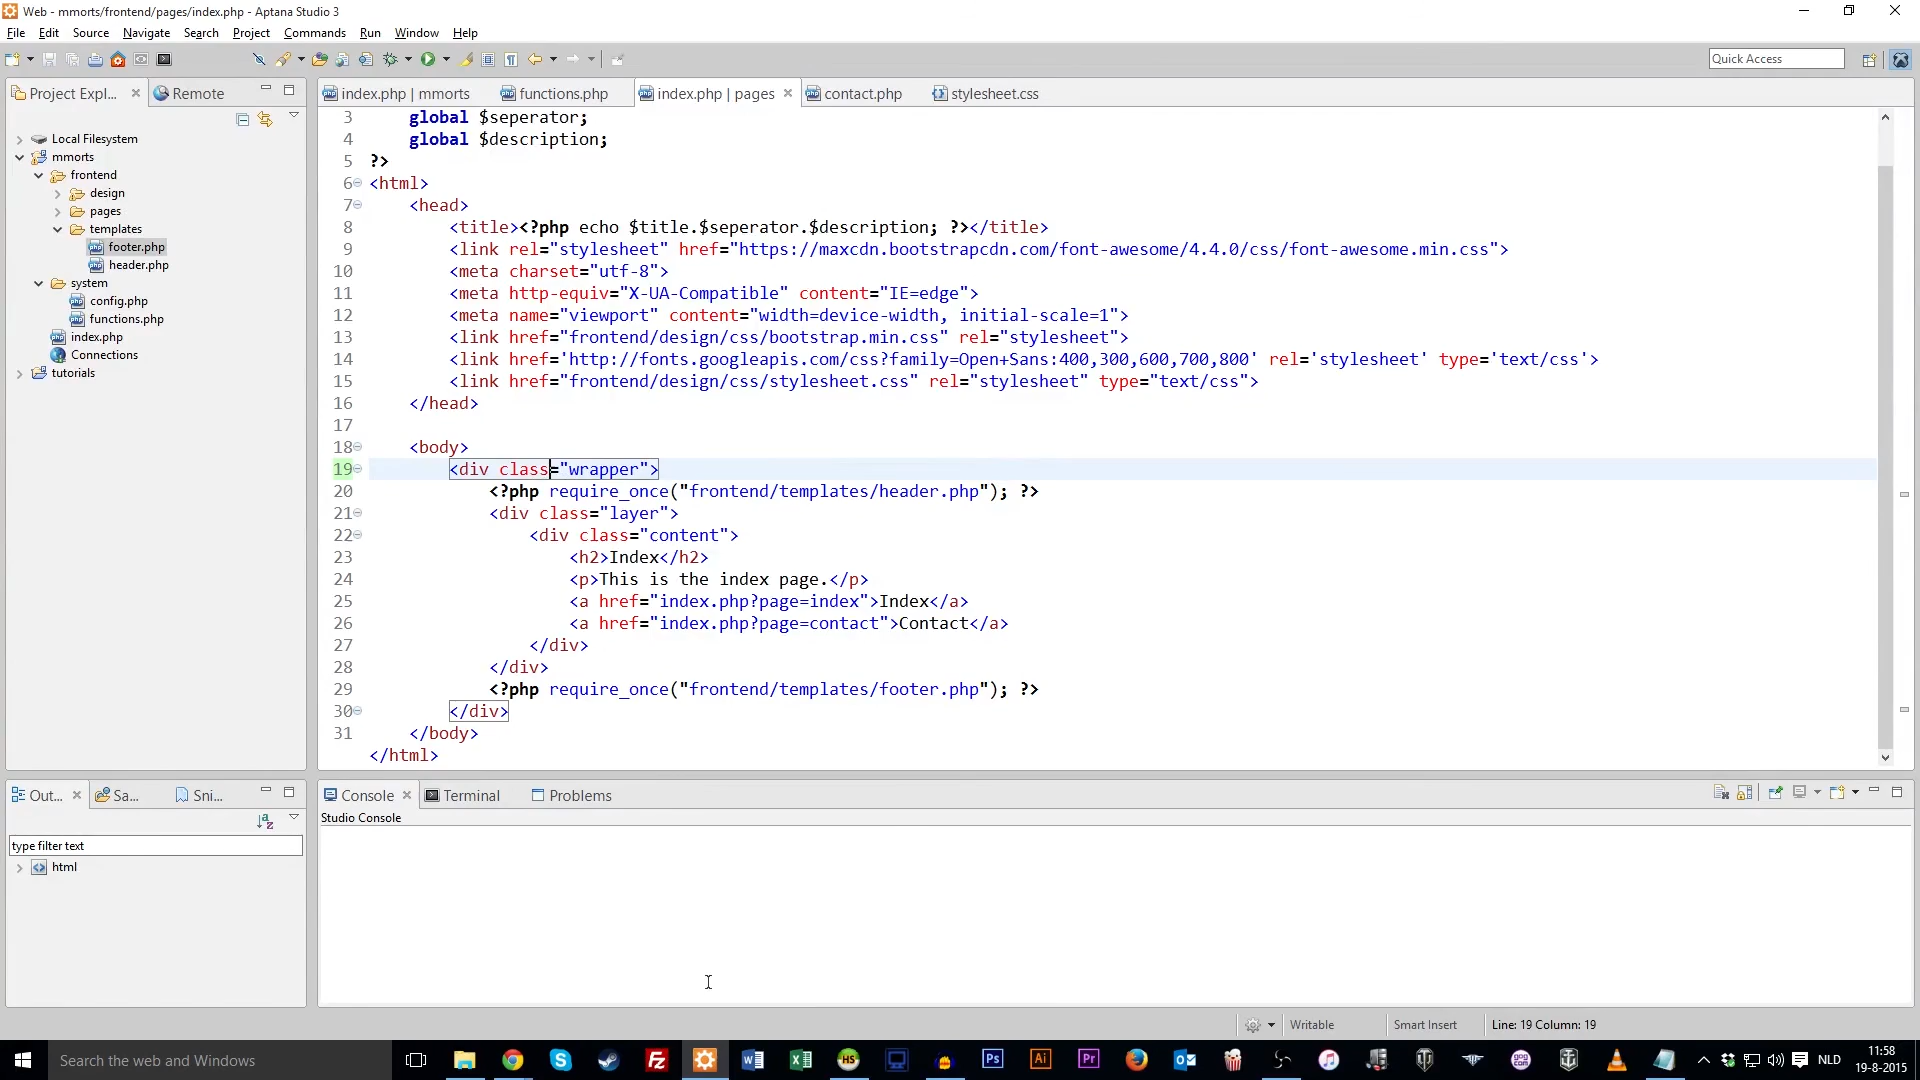 Web - mmorts/frontend/pages/index.php - Aptana Studio 3
File Edit Source Search Navigate Project Commands Run Window Help
Quick Access
Project Expl... Remote
Local Filesystem
mmorts
frontend
design
pages
templates
footer.php
header.php
system
config.php
functions.php
index.php
Connections
tutorials
index.php | mmorts functions.php index.php | pages contact.php stylesheet.css
3 global $seperator;
4 global $description;
5 ?>
6 <html>
7 <head>
8 <title><?php echo $title.$seperator.$description; ?></title>
9 <link rel="stylesheet" href="https://maxcdn.bootstrapcdn.com/font-awesome/4.4.0/css/font-awesome.min.css">
10 <meta charset="utf-8">
11 <meta http-equiv="X-UA-Compatible" content="IE=edge">
12 <meta name="viewport" content="width=device-width, initial-scale=1">
13 <link href="frontend/design/css/bootstrap.min.css" rel="stylesheet">
14 <link href='http://fonts.googleapis.com/css?family=Open+Sans:400,300,600,700,800' rel='stylesheet' type='text/css'>
15 <link href="frontend/design/css/stylesheet.css" rel="stylesheet" type="text/css">
16 </head>
17
18 <body>
19 <div class="wrapper">
20 <?php require_once("frontend/templates/header.php"); ?>
21 <div class="layer">
22 <div class="content">
23 <h2>Index</h2>
24 <p>This is the index page.</p>
25 <a href="index.php?page=index">Index</a>
26 <a href="index.php?page=contact">Contact</a>
27 </div>
28 </div>
29 <?php require_once("frontend/templates/footer.php"); ?>
30 </div>
31 </body>
</html>
Out... Sa... Sni...
type filter text
html
Console Terminal Problems
Studio Console
Writable Smart Insert Line: 19 Column: 19
Search the web and Windows
NLD
11:58
19-8-2015